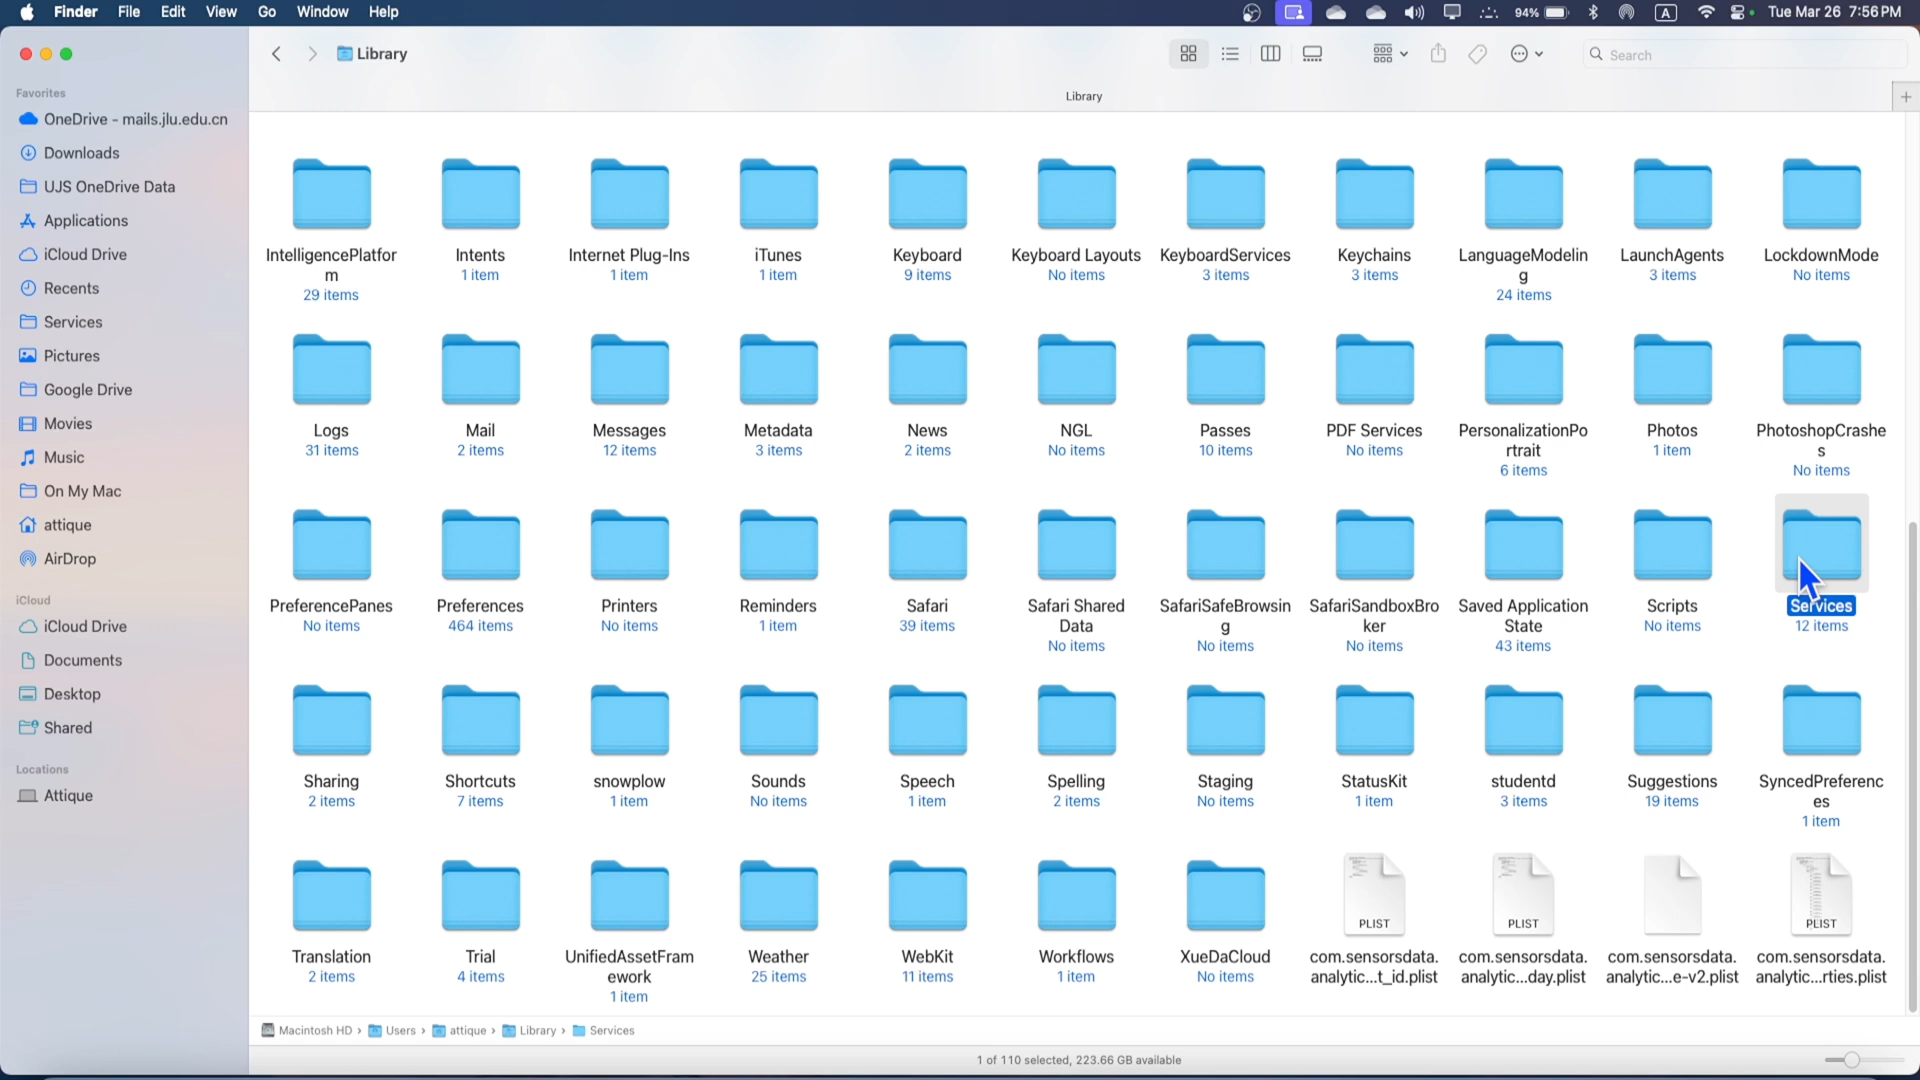 Finder File Edit View Go Window Help
94% A Tue Mar 26 7:56 PM
Library
Search
Library
Favorites
OneDrive - mails.jlu.edu.cn
Downloads
UJS OneDrive Data
Applications
iCloud Drive
Recents
Services
Pictures
Google Drive
Movies
Music
On My Mac
attique
AirDrop
iCloud
iCloud Drive
Documents
Desktop
Shared
Locations
Attique
IntelligencePlatfor Intents Internet Plug-Ins iTunes Keyboard Keyboard Layouts KeyboardServices Keychains LanguageModelin LaunchAgents LockdownMode
m 1 item 1 item 1 item 9 items No items 3 items 3 items g 3 items No items
29 items 24 items
Logs Mail Messages Metadata News NGL Passes PDF Services PersonalizationPo Photos PhotoshopCrashe
31 items 2 items 12 items 3 items 2 items No items 10 items No items rtrait 1 item s
6 items No items
PreferencePanes Preferences Printers Reminders Safari Safari Shared SafariSafeBrowsin SafariSandboxBro Saved Application Scripts Services
No items 464 items No items 1 item 39 items Data g ker State No items 12 items
No items No items No items 43 items
Sharing Shortcuts snowplow Sounds Speech Spelling Staging StatusKit studentd Suggestions SyncedPreferenc
2 items 7 items 1 item No items 1 item 2 items No items 1 item 3 items 19 items es
1 item
PLIST PLIST PLIST
Translation Trial UnifiedAssetFram Weather WebKit Workflows XueDaCloud com.sensorsdata. com.sensorsdata. com.sensorsdata. com.sensorsdata.
2 items 4 items ework 25 items 11 items 1 item No items analytic...t_id.plist analytic...day.plist analytic...e-v2.plist analytic...rties.plist
1 item
Macintosh HD › Users › attique › Library › Services
1 of 110 selected, 223.66 GB available